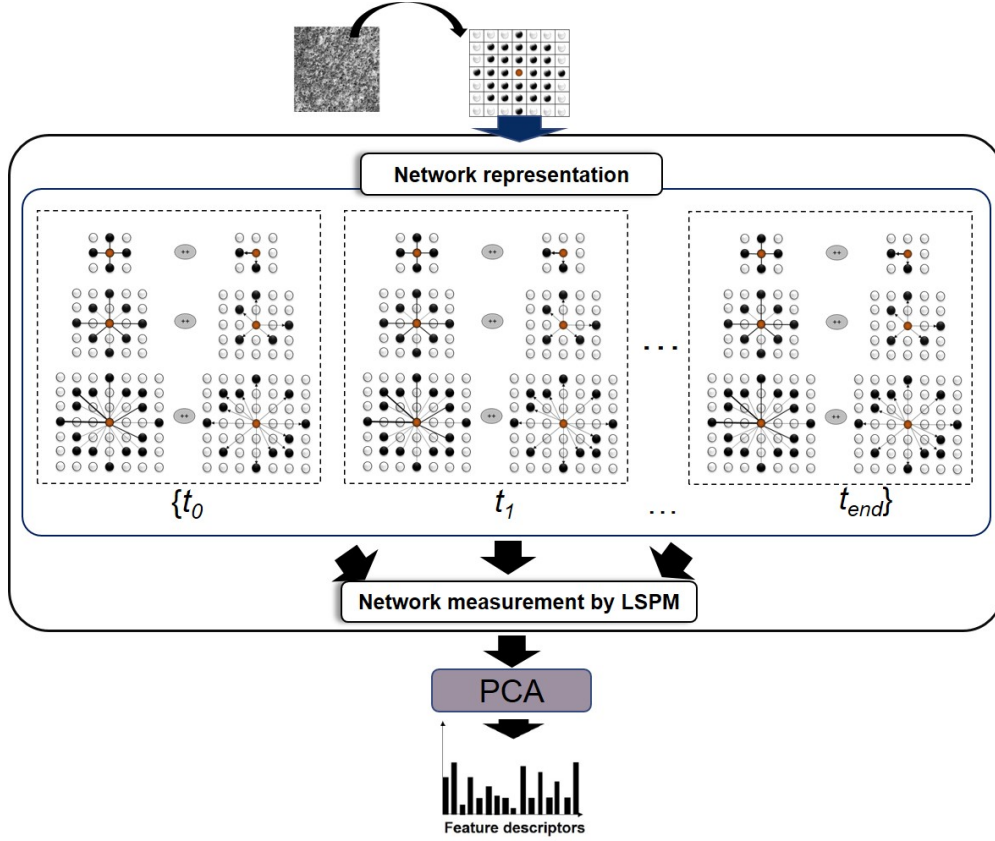 Network representation
++ ++ ++
++ ++ ++
...
++ ++ ++
{t0 t1 ... tend}
Network measurement by LSPM
PCA
Feature descriptors